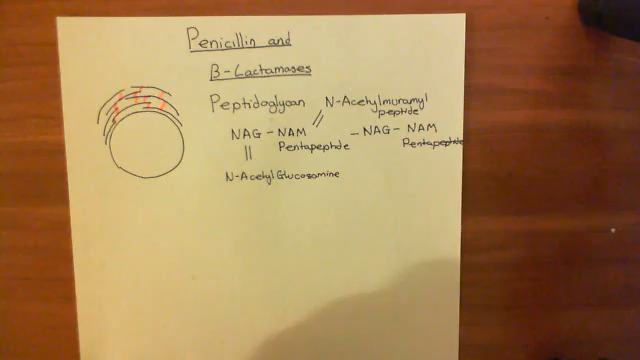 Penicillin and
β-Lactamases
Peptidoglycan
N-Acetylmuramyl
peptide
NAG - NAM - NAG - NAM
Pentapeptide Pentapeptide
N-Acetyl Glucosamine